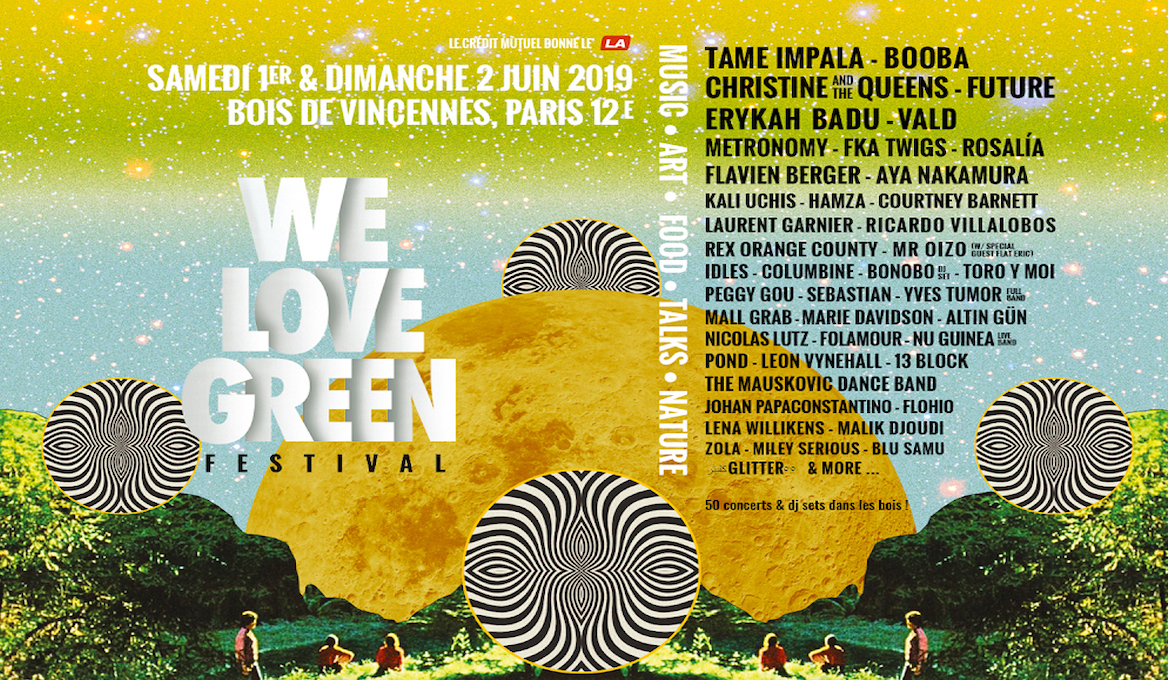 LE CRÉDIT MUTUEL DONNE LE LA
SAMEDI 1ER & DIMANCHE 2 JUIN 2019
BOIS DE VINCENNES, PARIS 12E
WE
LOVE
GREEN
FESTIVAL
MUSIC • ART • FOOD • TALKS • NATURE
TAME IMPALA - BOOBA
CHRISTINE AND THE QUEENS - FUTURE
ERYKAH BADU - VALD
METRONOMY - FKA TWIGS - ROSALÍA
FLAVIEN BERGER - AYA NAKAMURA
KALI UCHIS - HAMZA - COURTNEY BARNETT
LAURENT GARNIER - RICARDO VILLALOBOS
REX ORANGE COUNTY - MR OIZO (W/ SPECIAL GUEST FLAT ERIC)
IDLES - COLUMBINE - BONOBO DJ SET - TORO Y MOI
PEGGY GOU - SEBASTIAN - YVES TUMOR FULL BAND
MALL GRAB - MARIE DAVIDSON - ALTIN GÜN
NICOLAS LUTZ - FOLAMOUR - NU GUINEA LIVE BAND
POND - LEON VYNEHALL - 13 BLOCK
THE MAUSKOVIC DANCE BAND
JOHAN PAPACONSTANTINO - FLOHIO
LENA WILLIKENS - MALIK DJOUDI
ZOLA - MILEY SERIOUS - BLU SAMU
GLITTER & MORE ...
50 concerts & dj sets dans les bois !